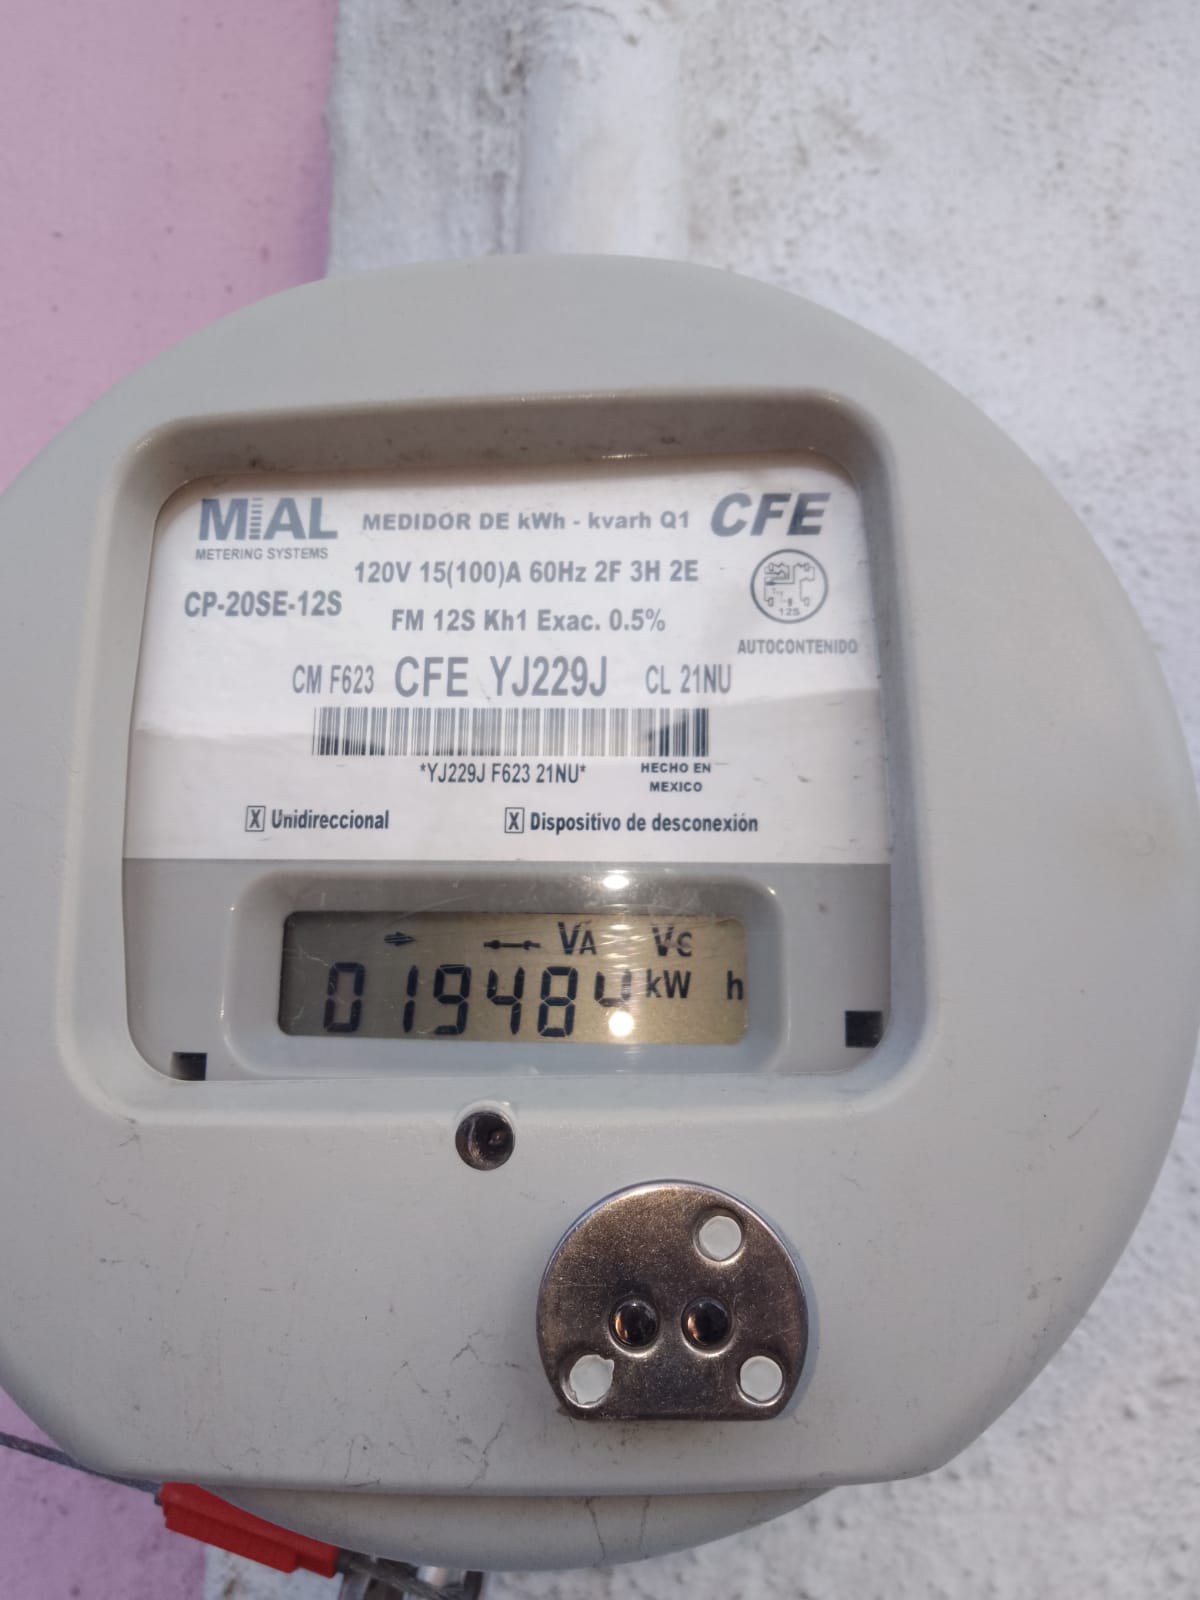 MIAL
METERING SYSTEMS
MEDIDOR DE kWh - kvarh Q1
CFE
120V 15(100)A 60Hz 2F 3H 2E
CP-20SE-12S
FM 12S Kh1 Exac. 0.5%
12S
AUTOCONTENIDO
CM F623 CFE YJ229J CL 21NU
*YJ229J F623 21NU*
HECHO EN
MEXICO
X Unidireccional
X Dispositivo de desconexión
VA VC
kW h